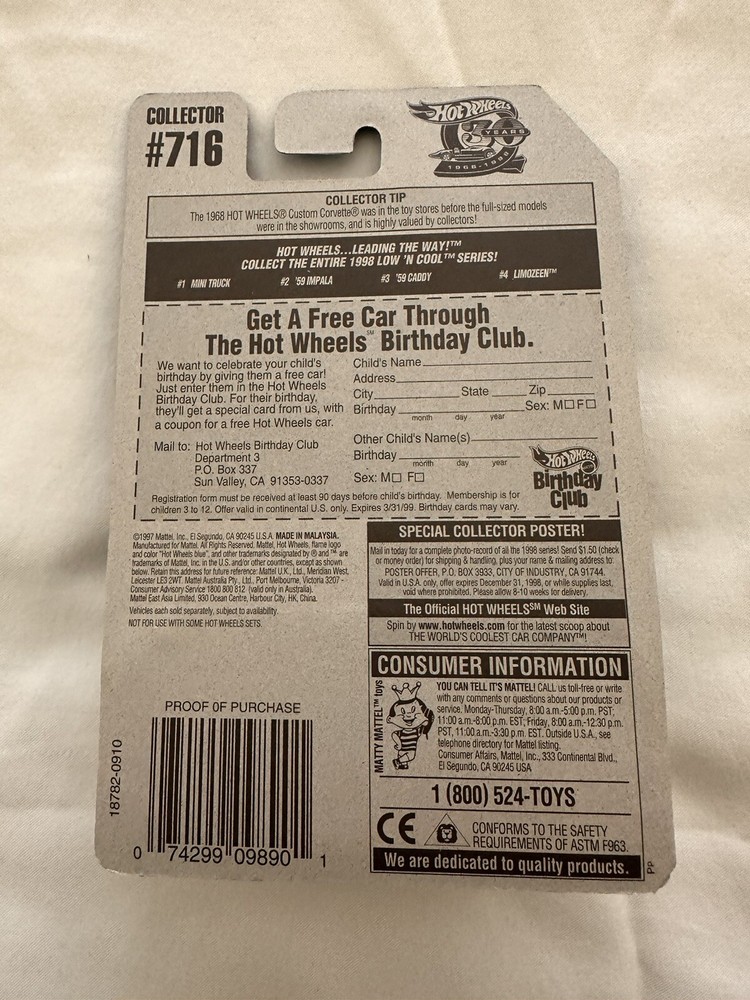 COLLECTOR
#716
HOT WHEELS
30 YEARS
1968-1998
COLLECTOR TIP
The 1968 HOT WHEELS® Custom Corvette® was in the toy stores before the full-sized models
were in the showrooms, and is highly valued by collectors!
HOT WHEELS...LEADING THE WAY!™
COLLECT THE ENTIRE 1998 LOW 'N COOL™ SERIES!
#1 MINI TRUCK #2 '59 IMPALA #3 '59 CADDY #4 LIMOZEEN™
Get A Free Car Through
The Hot Wheels℠ Birthday Club.
We want to celebrate your child's
birthday by giving them a free car!
Just enter them in the Hot Wheels
Birthday Club. For their birthday,
they'll get a special card from us, with
a coupon for a free Hot Wheels car.
Mail to: Hot Wheels Birthday Club
Department 3
P.O. Box 337
Sun Valley, CA 91353-0337
Child's Name
Address
City State Zip
Birthday Sex: M☐ F☐
month day year
Other Child's Name(s)
Birthday
month day year
Sex: M☐ F☐
Hot Wheels
Birthday
Club
Registration form must be received at least 90 days before child's birthday. Membership is for
children 3 to 12. Offer valid in continental U.S. only. Expires 3/31/99. Birthday cards may vary.
©1997 Mattel, Inc., El Segundo, CA 90245 U.S.A. MADE IN MALAYSIA.
Manufactured for Mattel. All Rights Reserved. Mattel, Hot Wheels, flame logo
and color "Hot Wheels blue", and other trademarks designated by ® and ™ are
trademarks of Mattel, Inc. in the U.S. and/or other countries, except as shown
below. Retain this address for future reference: Mattel U.K., Ltd., Meridian West,
Leicester LE3 2WT. Mattel Australia Pty., Ltd., Port Melbourne, Victoria 3207 -
Consumer Advisory Service 1800 800 812 (valid only in Australia).
Mattel East Asia Limited, 930 Ocean Centre, Harbour City, HK, China.
Vehicles each sold separately, subject to availability.
NOT FOR USE WITH SOME HOT WHEELS SETS.
SPECIAL COLLECTOR POSTER!
Mail in today for a complete photo-record of all the 1998 series! Send $1.50 (check
or money order) for shipping & handling, plus your name & mailing address to:
POSTER OFFER, P.O. BOX 3933, CITY OF INDUSTRY, CA 91744.
Valid in U.S.A. only, offer expires December 31, 1998, or while supplies last,
void where prohibited. Please allow 8-10 weeks for delivery.
The Official HOT WHEELS℠ Web Site
Spin by www.hotwheels.com for the latest scoop about
THE WORLD'S COOLEST CAR COMPANY™!
CONSUMER INFORMATION
MATTY MATTEL™ toys
YOU CAN TELL IT'S MATTEL! CALL us toll-free or write
with any comments or questions about our products or
service. Monday-Thursday, 8:00 a.m.-5:00 p.m. PST;
11:00 a.m.-8:00 p.m. EST; Friday, 8:00 a.m.-12:30 p.m.
PST, 11:00 a.m.-3:30 p.m. EST. Outside U.S.A., see
telephone directory for Mattel listing.
Consumer Affairs, Mattel, Inc., 333 Continental Blvd.,
El Segundo, CA 90245 USA
1 (800) 524-TOYS
CE
CONFORMS TO THE SAFETY
REQUIREMENTS OF ASTM F963.
We are dedicated to quality products.
Pp
PROOF OF PURCHASE
18782-0910
0 74299 09890 1